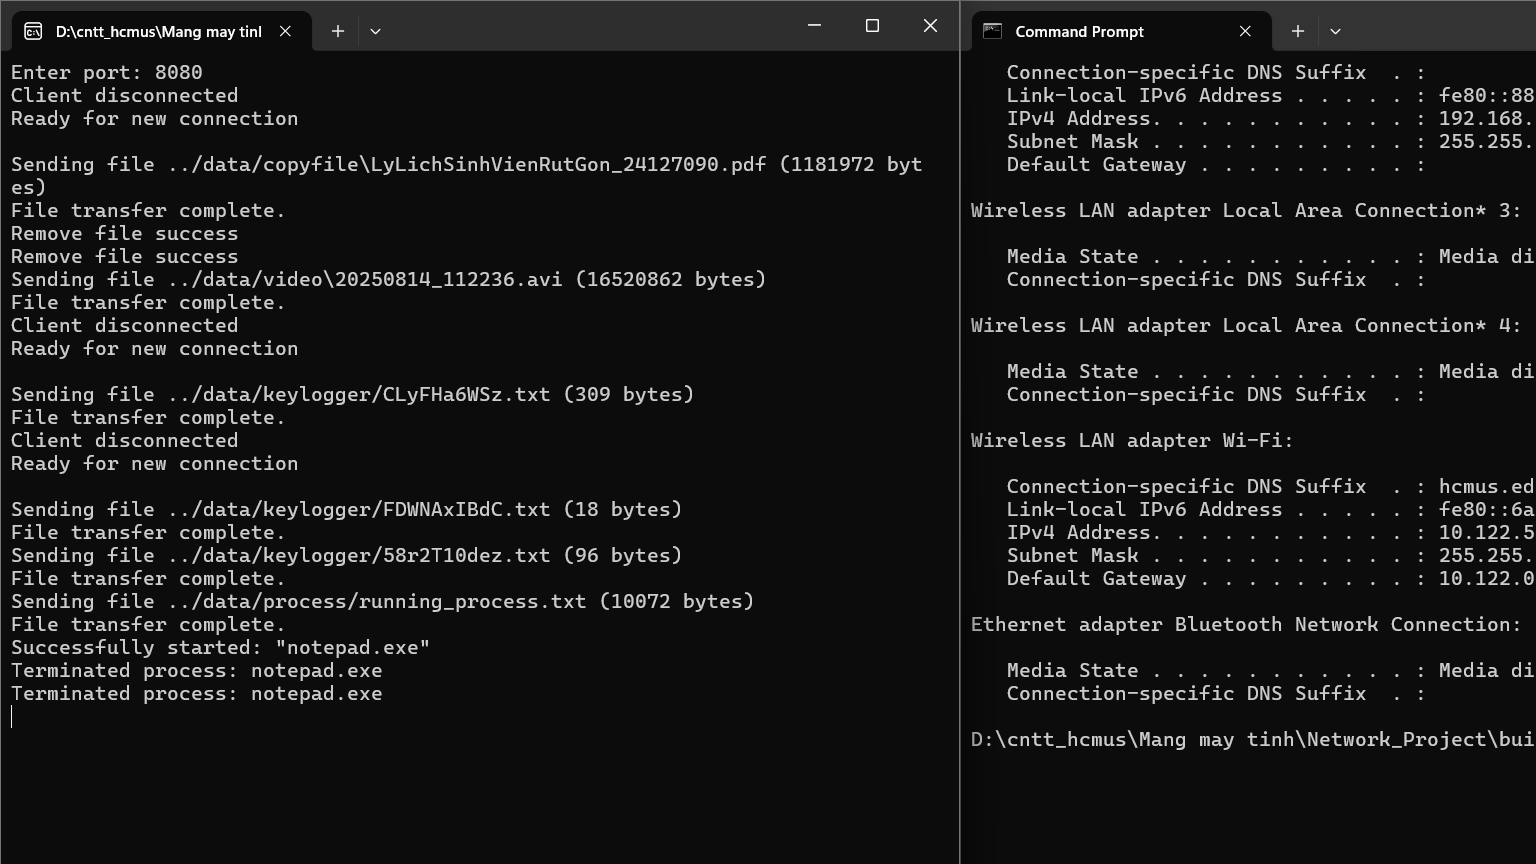 D:\cntt_hcmus\Mang may tinl
Enter port: 8080
Client disconnected
Ready for new connection
Sending file ../data/copyfile\LyLichSinhVienRutGon_24127090.pdf (1181972 byt
es)
File transfer complete.
Remove file success
Remove file success
Sending file ../data/video\20250814_112236.avi (16520862 bytes)
File transfer complete.
Client disconnected
Ready for new connection
Sending file ../data/keylogger/CLyFHa6WSz.txt (309 bytes)
File transfer complete.
Client disconnected
Ready for new connection
Sending file ../data/keylogger/FDWNAxIBdC.txt (18 bytes)
File transfer complete.
Sending file ../data/keylogger/58r2T10dez.txt (96 bytes)
File transfer complete.
Sending file ../data/process/running_process.txt (10072 bytes)
File transfer complete.
Successfully started: "notepad.exe"
Terminated process: notepad.exe
Terminated process: notepad.exe
Command Prompt
Connection-specific DNS Suffix . :
Link-local IPv6 Address . . . . . : fe80::88
IPv4 Address. . . . . . . . . . . : 192.168.
Subnet Mask . . . . . . . . . . . : 255.255.
Default Gateway . . . . . . . . . :
Wireless LAN adapter Local Area Connection* 3:
Media State . . . . . . . . . . . : Media di
Connection-specific DNS Suffix . :
Wireless LAN adapter Local Area Connection* 4:
Media State . . . . . . . . . . . : Media di
Connection-specific DNS Suffix . :
Wireless LAN adapter Wi-Fi:
Connection-specific DNS Suffix . : hcmus.ed
Link-local IPv6 Address . . . . . : fe80::6a
IPv4 Address. . . . . . . . . . . : 10.122.5
Subnet Mask . . . . . . . . . . . : 255.255.
Default Gateway . . . . . . . . . : 10.122.0
Ethernet adapter Bluetooth Network Connection:
Media State . . . . . . . . . . . : Media di
Connection-specific DNS Suffix . :
D:\cntt_hcmus\Mang may tinh\Network_Project\bui